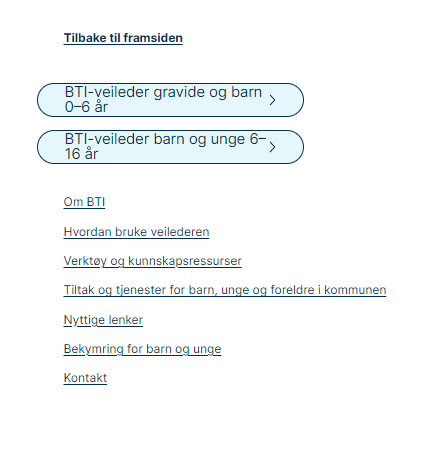 Tilbake til framsiden
BTI-veileder gravide og barn
0–6 år
BTI-veileder barn og unge 6–
16 år
Om BTI
Hvordan bruke veilederen
Verktøy og kunnskapsressurser
Tiltak og tjenester for barn, unge og foreldre i kommunen
Nyttige lenker
Bekymring for barn og unge
Kontakt